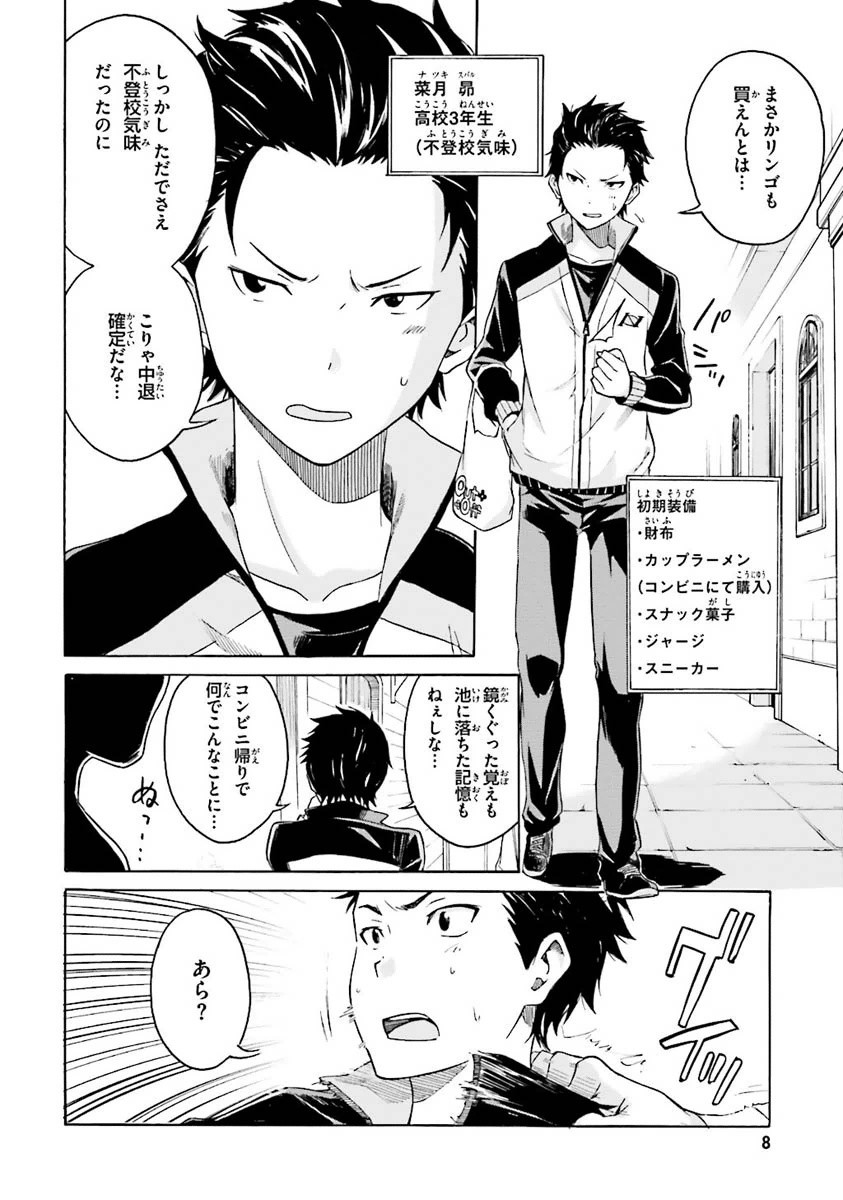 まさかリンゴも
買えんとは…
菜月 昴
高校3年生
(不登校気味)
初期装備
・財布
・カップラーメン
(コンビニにて購入)
・スナック菓子
・ジャージ
・スニーカー
しっかし ただでさえ
不登校気味
だったのに
こりゃ中退
確定だな…
鏡くぐった覚えも
池に落ちた記憶も
ねぇしな…
コンビニ帰りで
何でこんなことに…
ぬっ…
グイッ
あら?
8